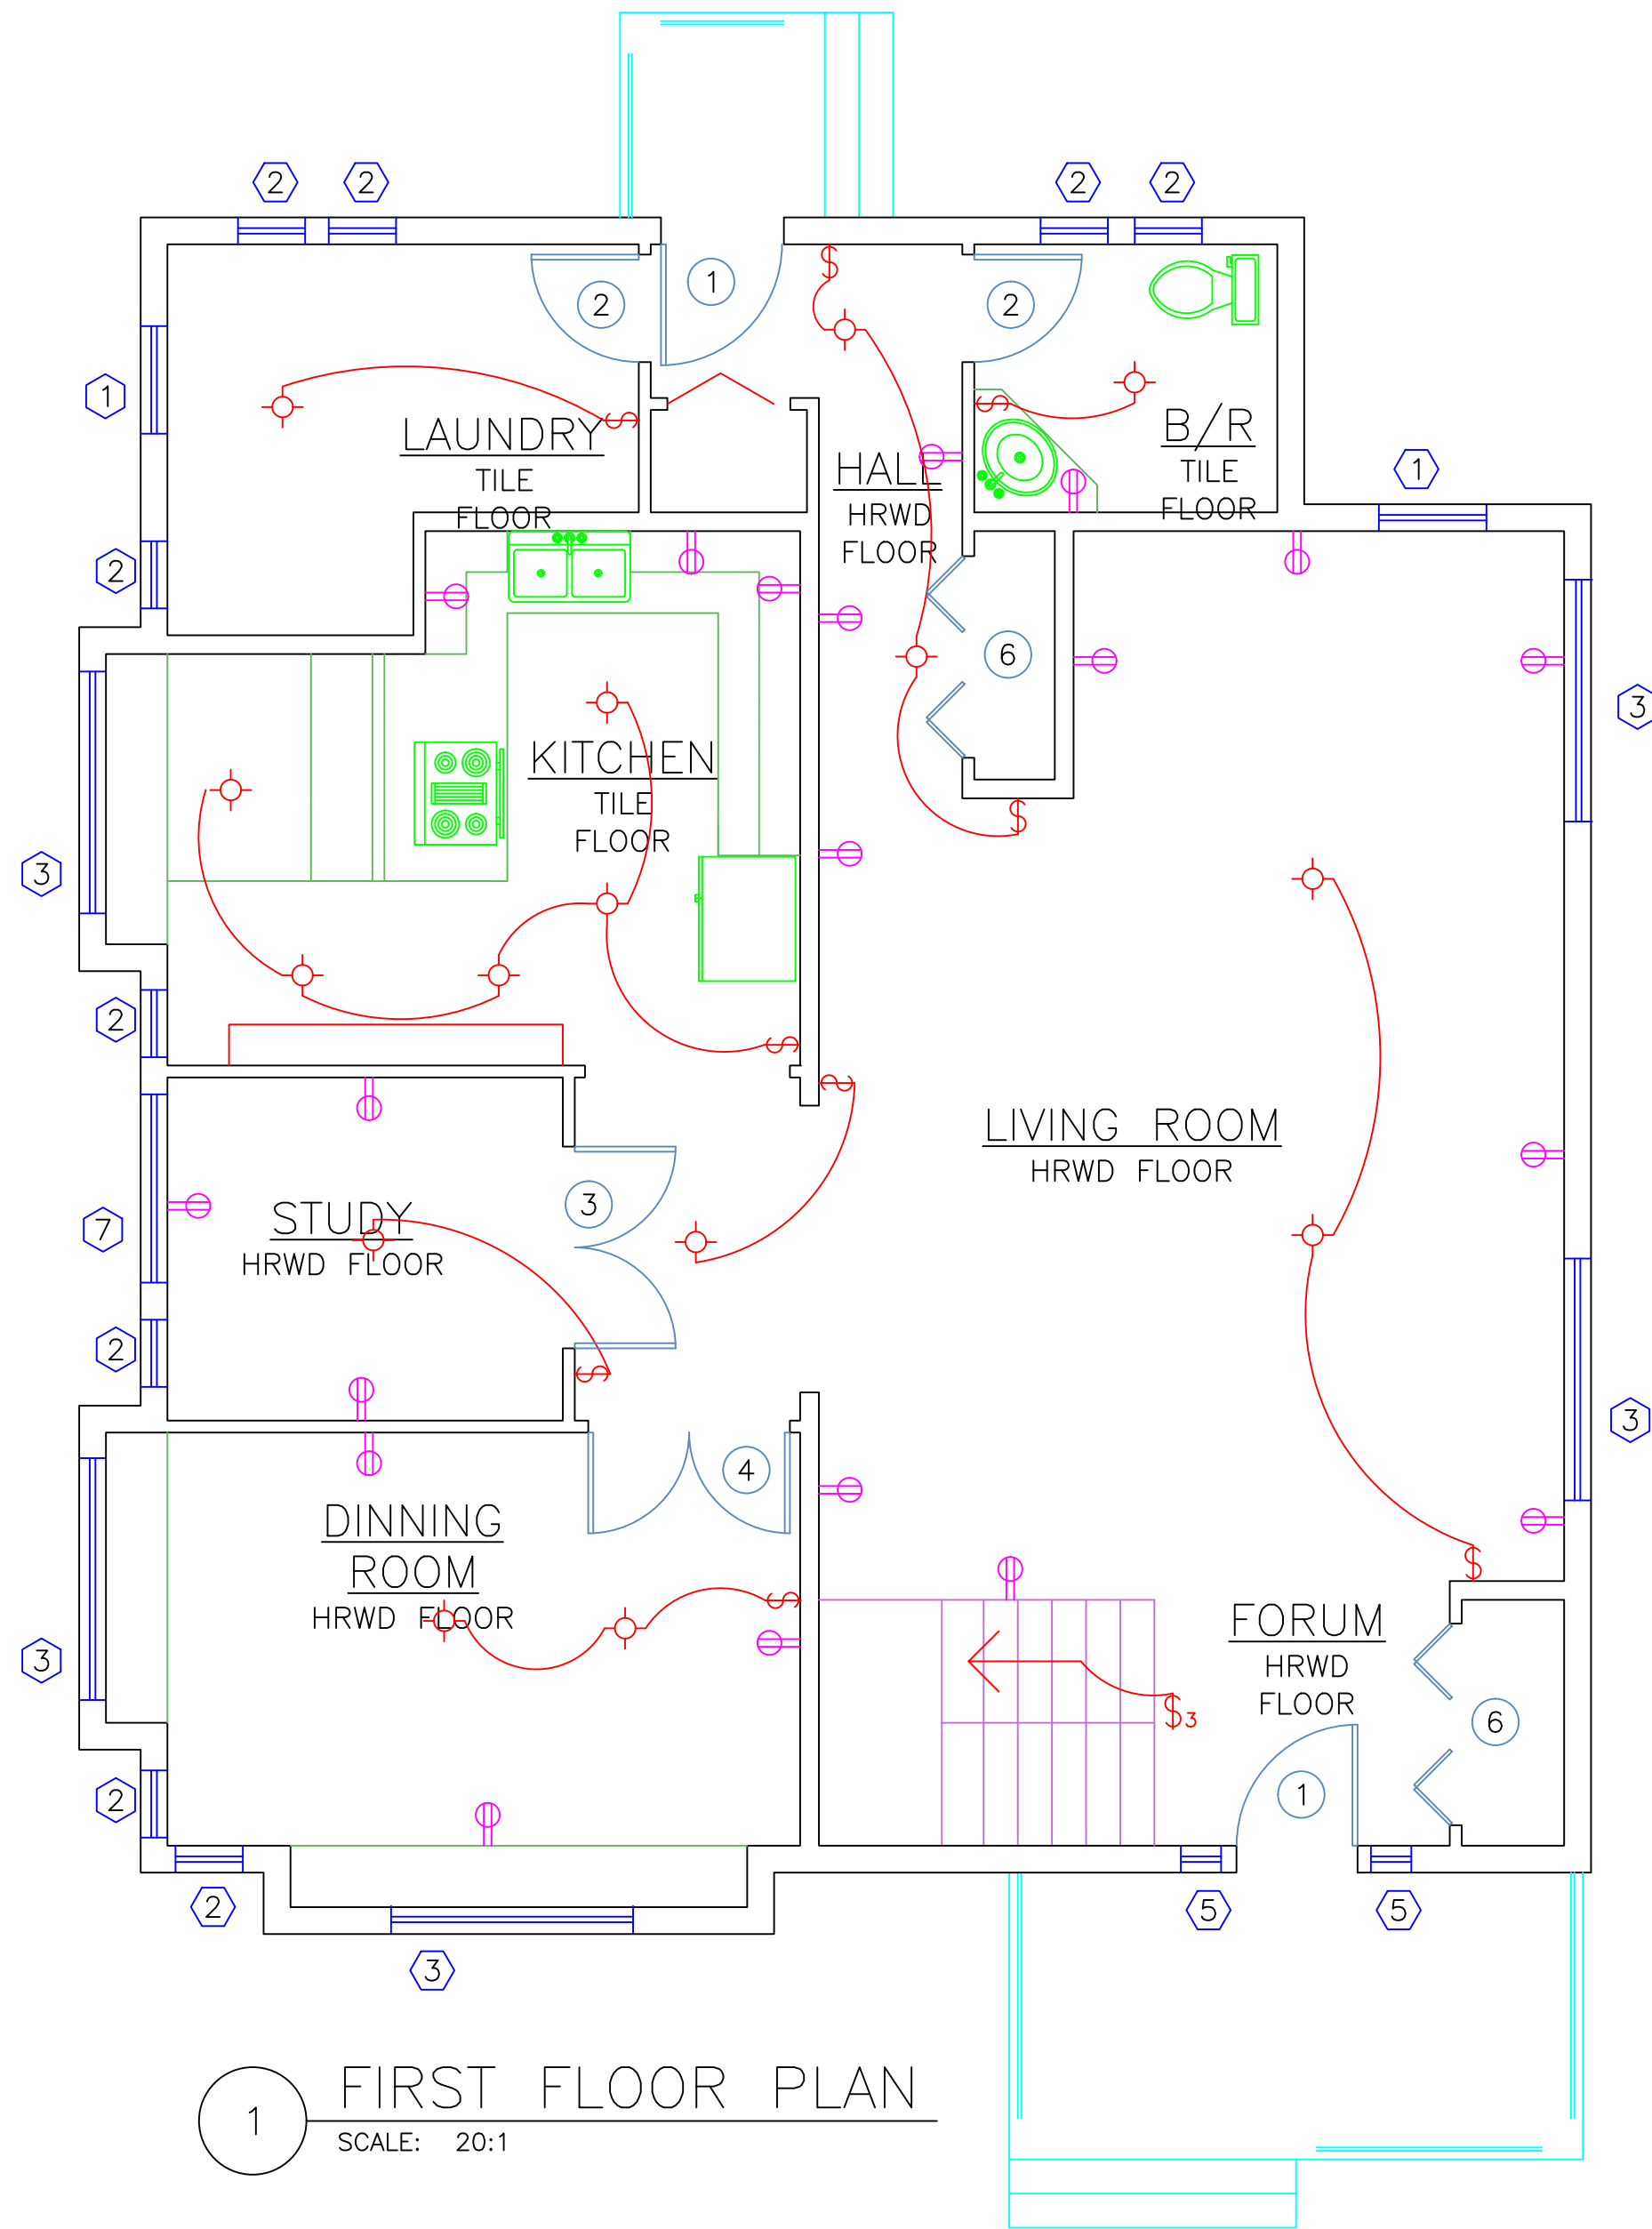 2
2
2
2
1
2
2
1
LAUNDRY
TILE
FLOOR
B/R
TILE
FLOOR
HALL
HRWD
FLOOR
1
2
6
3
KITCHEN
TILE
FLOOR
3
2
LIVING ROOM
HRWD FLOOR
STUDY
HRWD FLOOR
3
7
2
3
4
DINNING
ROOM
HRWD FLOOR
FORUM
HRWD
FLOOR
3
3
6
1
2
2
5
5
3
1
FIRST FLOOR PLAN
SCALE: 20:1